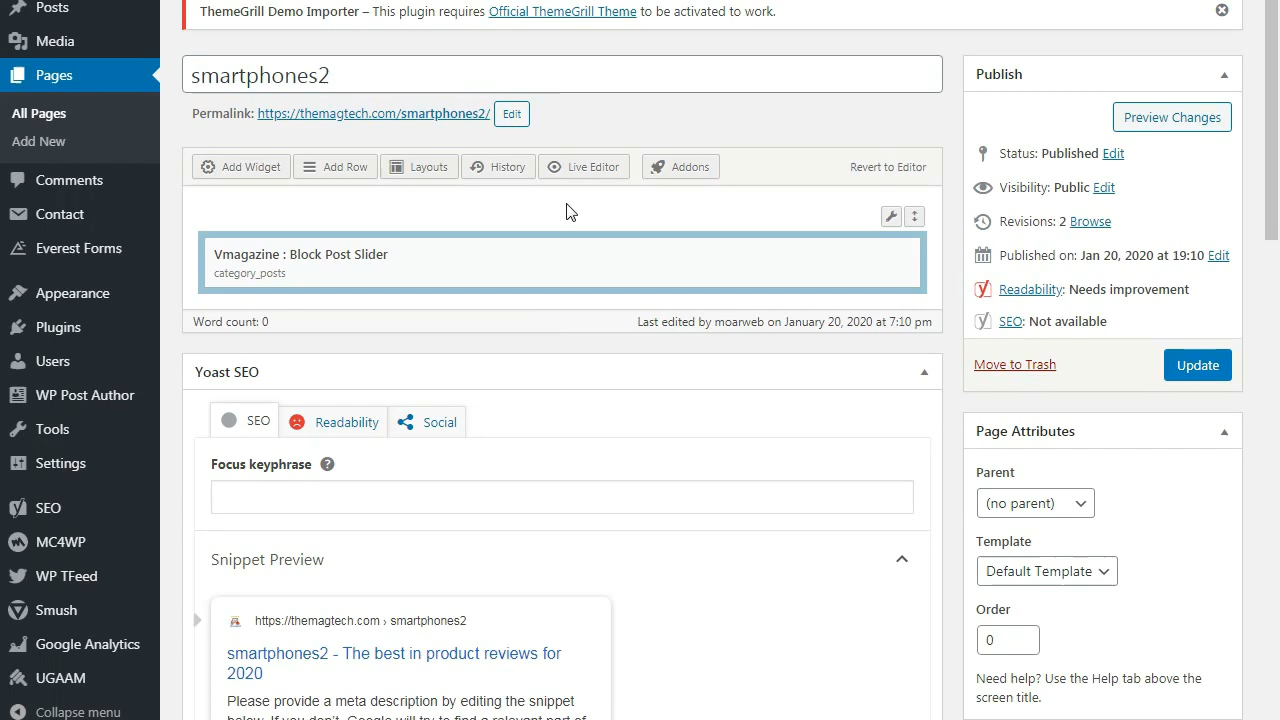 Posts
Media
Pages
All Pages
Add New
Comments
Contact
Everest Forms
Appearance
Plugins
Users
WP Post Author
Tools
Settings
SEO
MC4WP
WP TFeed
Smush
Google Analytics
UGAAM
Collapse menu
ThemeGrill Demo Importer – This plugin requires Official ThemeGrill Theme to be activated to work.
smartphones2
Permalink: https://themagtech.com/smartphones2/ Edit
Add Widget Add Row Layouts History Live Editor Addons Revert to Editor
Vmagazine : Block Post Slider
category_posts
Word count: 0 Last edited by moarweb on January 20, 2020 at 7:10 pm
Yoast SEO
SEO Readability Social
Focus keyphrase ?
Snippet Preview
https://themagtech.com › smartphones2
smartphones2 - The best in product reviews for
2020
Please provide a meta description by editing the snippet
below. If you don't, Google will try to find a relevant part of
Publish
Preview Changes
Status: Published Edit
Visibility: Public Edit
Revisions: 2 Browse
Published on: Jan 20, 2020 at 19:10 Edit
Readability: Needs improvement
SEO: Not available
Move to Trash Update
Page Attributes
Parent
(no parent)
Template
Default Template
Order
0
Need help? Use the Help tab above the
screen title.